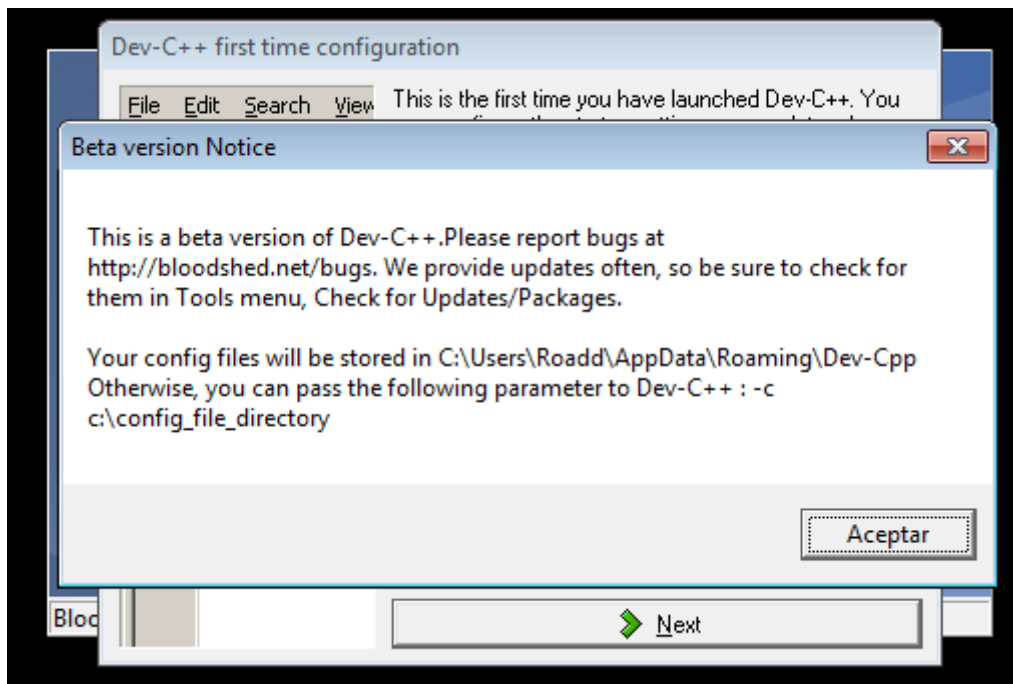 Dev-C++ first time configuration
File Edit Search View
This is the first time you have launched Dev-C++. You
Beta version Notice
This is a beta version of Dev-C++.Please report bugs at
http://bloodshed.net/bugs. We provide updates often, so be sure to check for
them in Tools menu, Check for Updates/Packages.
Your config files will be stored in C:\Users\Roadd\AppData\Roaming\Dev-Cpp
Otherwise, you can pass the following parameter to Dev-C++ : -c
c:\config_file_directory
Aceptar
Bloo
Next